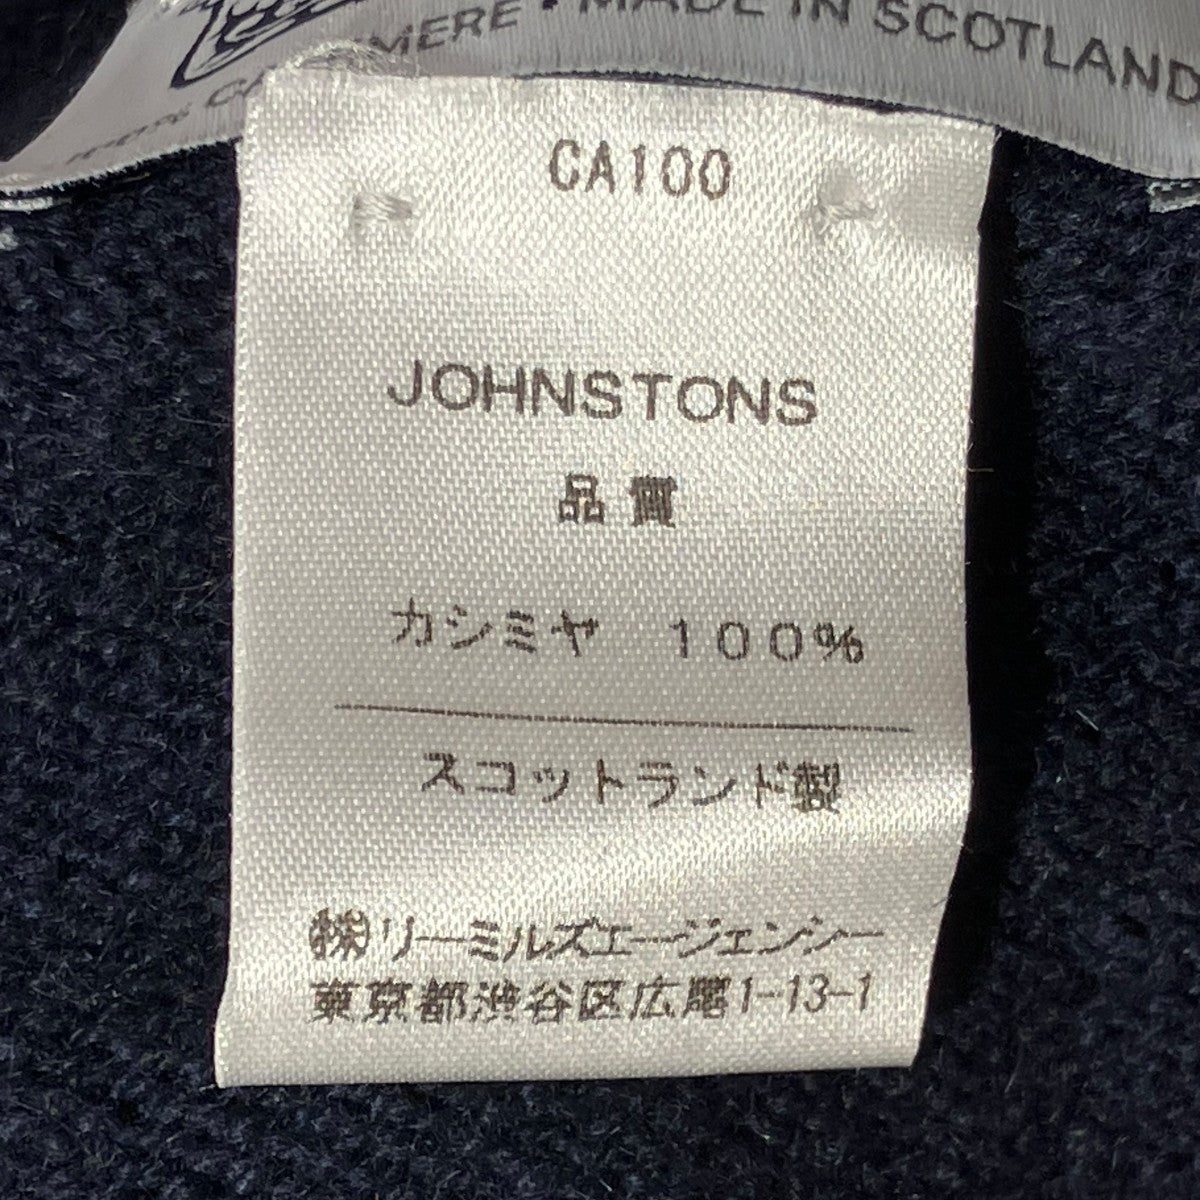 100% CASHMERE • MADE IN SCOTLAND
CA100
JOHNSTONS
品質
カシミヤ 100%
スコットランド製
㈱リーミルズエージェンシー
東京都渋谷区広尾1-13-1